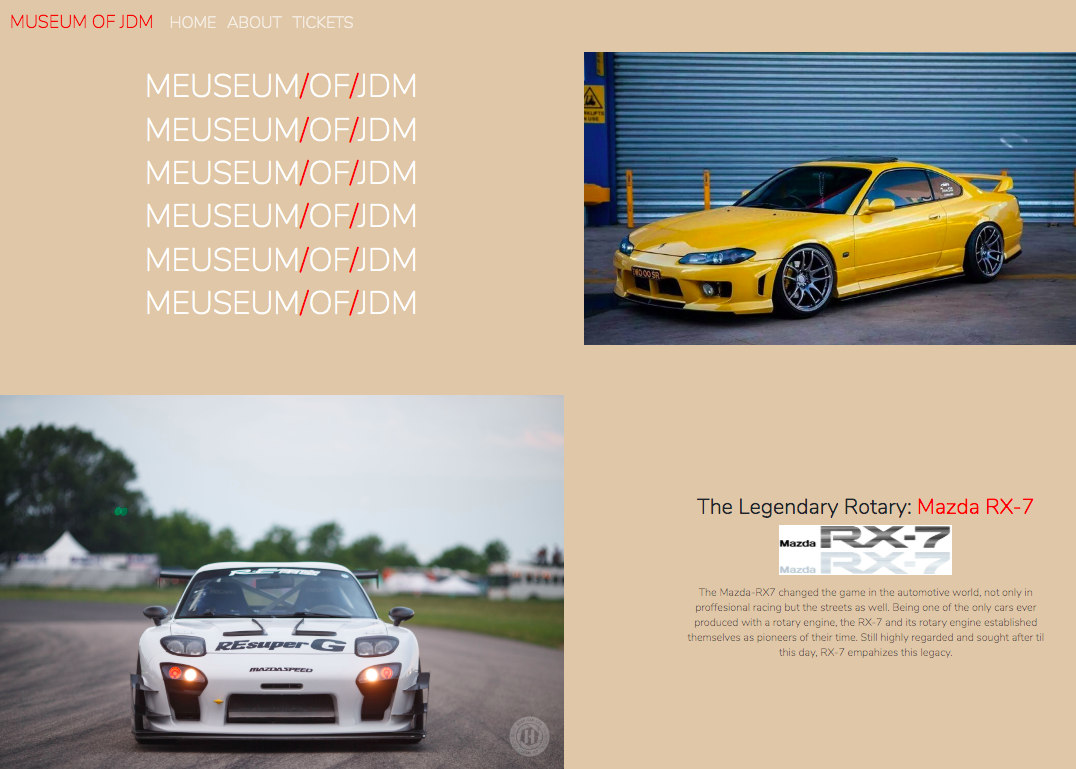 MUSEUM OF JDM HOME ABOUT TICKETS
MEUSEUM/OF/JDM
MEUSEUM/OF/JDM
MEUSEUM/OF/JDM
MEUSEUM/OF/JDM
MEUSEUM/OF/JDM
MEUSEUM/OF/JDM
The Legendary Rotary: Mazda RX-7
Mazda RX-7
The Mazda-RX7 changed the game in the automotive world, not only in
proffesional racing but the streets as well. Being one of the only cars ever
produced with a rotary engine, the RX-7 and its rotary engine established
themselves as pioneers of their time. Still highly regarded and sought after til
this day, RX-7 empahizes this legacy.
REsuper G
MAZDASPEED